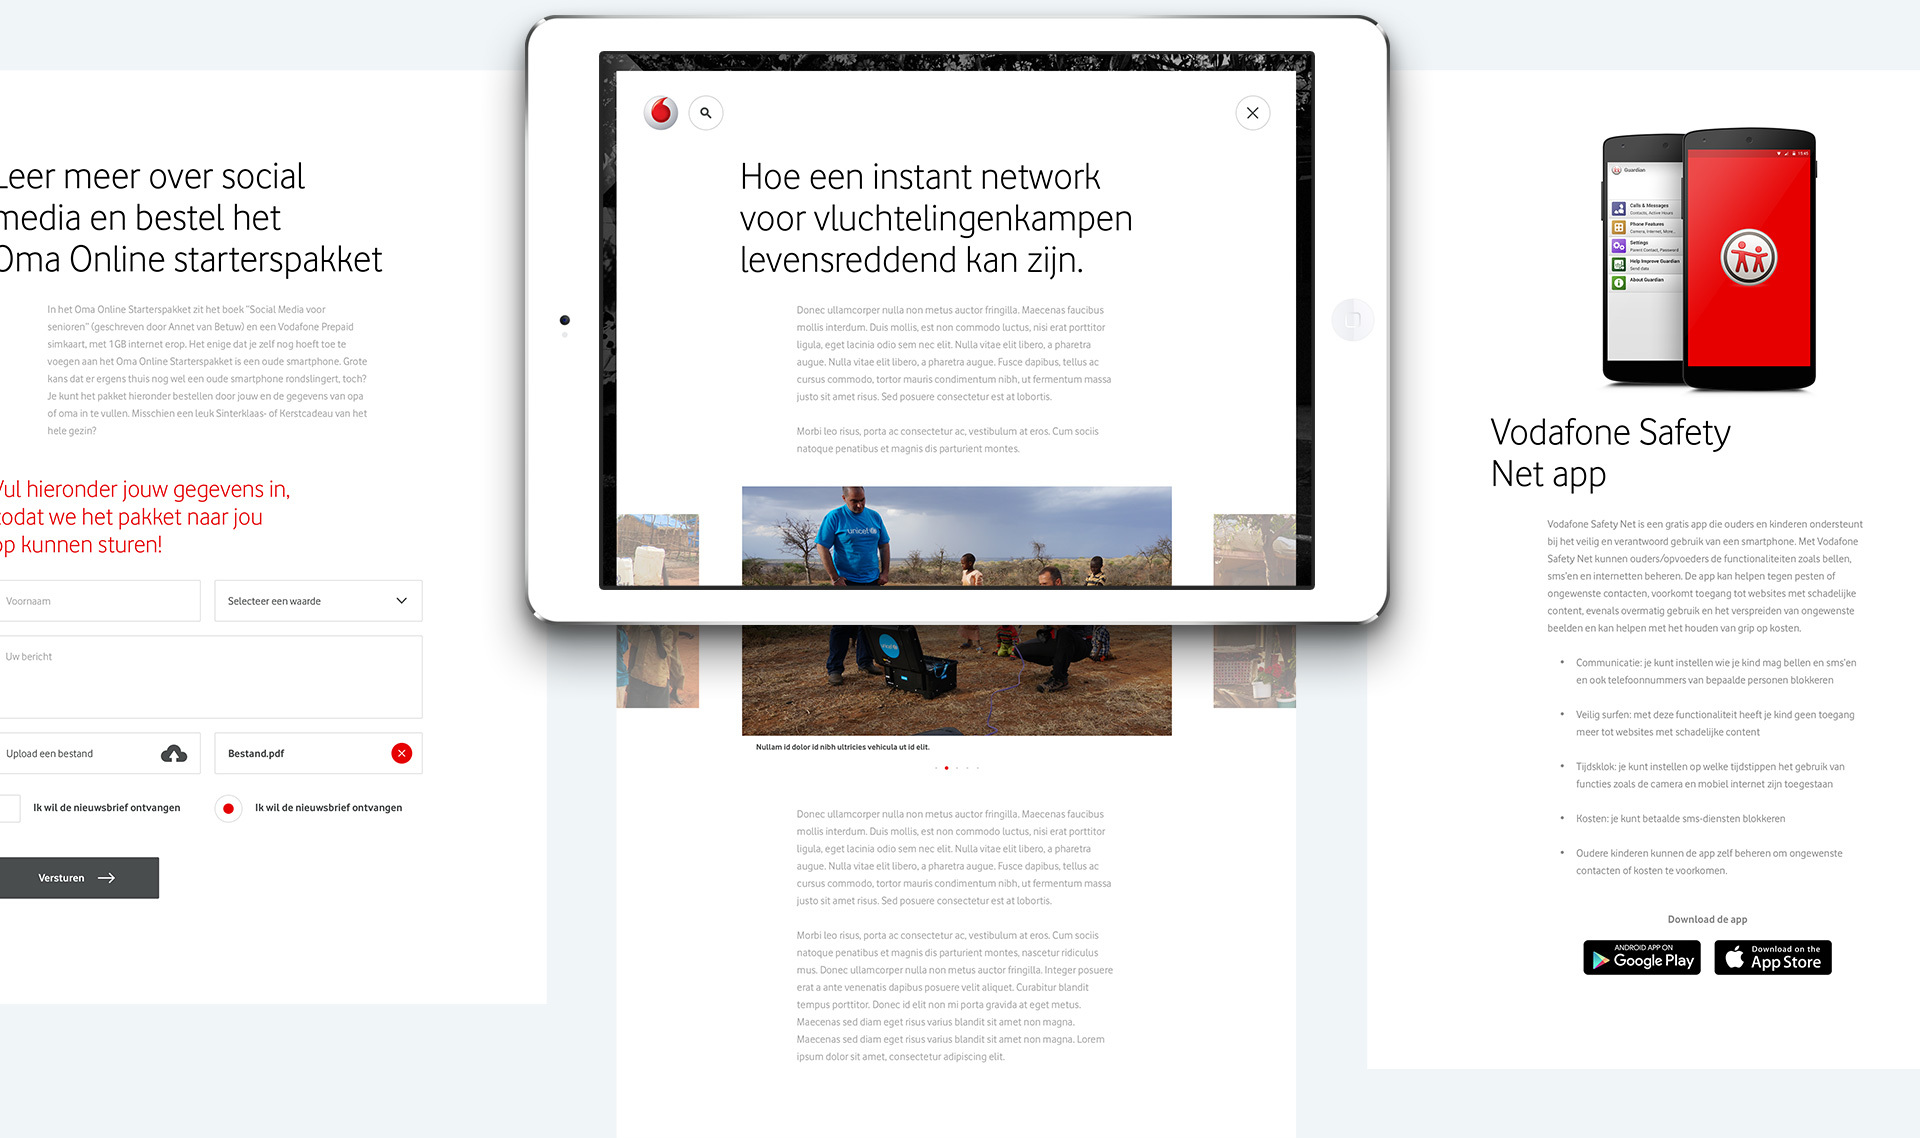 Leer meer over social
media en bestel het
Oma Online starterspakket
In het Oma Online Starterspakket zit het boek "Social Media voor
senioren" (geschreven door Annet van Betuw) en een Vodafone Prepaid
simkaart, met 1GB internet erop. Het enige dat je zelf nog hoeft toe te
voegen aan het Oma Online Starterspakket is een oude smartphone. Grote
kans dat er ergens thuis nog wel een oude smartphone rondslingert, toch?
Je kunt het pakket hieronder bestellen door jouw en de gegevens van opa
of oma in te vullen. Misschien een leuk Sinterklaas- of Kerstcadeau van het
hele gezin?
Vul hieronder jouw gegevens in,
zodat we het pakket naar jou
op kunnen sturen!
Voornaam
Selecteer een waarde
Uw bericht
Upload een bestand
Bestand.pdf
Ik wil de nieuwsbrief ontvangen
Ik wil de nieuwsbrief ontvangen
Versturen
Hoe een instant network
voor vluchtelingenkampen
levensreddend kan zijn.
Donec ullamcorper nulla non metus auctor fringilla. Maecenas faucibus
mollis interdum. Duis mollis, est non commodo luctus, nisi erat porttitor
ligula, eget lacinia odio sem nec elit. Nulla vitae elit libero, a pharetra
augue. Nulla vitae elit libero, a pharetra augue. Fusce dapibus, tellus ac
cursus commodo, tortor mauris condimentum nibh, ut fermentum massa
justo sit amet risus. Sed posuere consectetur est at lobortis.
Morbi leo risus, porta ac consectetur ac, vestibulum at eros. Cum sociis
natoque penatibus et magnis dis parturient montes.
unicef
Nullam id dolor id nibh ultricies vehicula ut id elit.
Donec ullamcorper nulla non metus auctor fringilla. Maecenas faucibus
mollis interdum. Duis mollis, est non commodo luctus, nisi erat porttitor
ligula, eget lacinia odio sem nec elit. Nulla vitae elit libero, a pharetra
augue. Nulla vitae elit libero, a pharetra augue. Fusce dapibus, tellus ac
cursus commodo, tortor mauris condimentum nibh, ut fermentum massa
justo sit amet risus. Sed posuere consectetur est at lobortis.
Morbi leo risus, porta ac consectetur ac, vestibulum at eros. Cum sociis
natoque penatibus et magnis dis parturient montes, nascetur ridiculus
mus. Donec ullamcorper nulla non metus auctor fringilla. Integer posuere
erat a ante venenatis dapibus posuere velit aliquet. Curabitur blandit
tempus porttitor. Donec id elit non mi porta gravida at eget metus.
Maecenas sed diam eget risus varius blandit sit amet non magna.
Maecenas sed diam eget risus varius blandit sit amet non magna. Lorem
ipsum dolor sit amet, consectetur adipiscing elit.
Guardian
Calls & Messages
Contacts, Active Hours
Phone Features
Camera, Internet, More...
Settings
Parent Contact, Password
Help Improve Guardian
Send data
About Guardian
Vodafone Safety
Net app
Vodafone Safety Net is een gratis app die ouders en kinderen ondersteunt
bij het veilig en verantwoord gebruik van een smartphone. Met Vodafone
Safety Net kunnen ouders/opvoeders de functionaliteiten zoals bellen,
sms'en en internetten beheren. De app kan helpen tegen pesten of
ongewenste contacten, voorkomt toegang tot websites met schadelijke
content, evenals overmatig gebruik en het verspreiden van ongewenste
beelden en kan helpen met het houden van grip op kosten.
• Communicatie: je kunt instellen wie je kind mag bellen en sms'en
en ook telefoonnummers van bepaalde personen blokkeren
• Veilig surfen: met deze functionaliteit heeft je kind geen toegang
meer tot websites met schadelijke content
• Tijdsklok: je kunt instellen op welke tijdstippen het gebruik van
functies zoals de camera en mobiel internet zijn toegestaan
• Kosten: je kunt betaalde sms-diensten blokkeren
• Oudere kinderen kunnen de app zelf beheren om ongewenste
contacten of kosten te voorkomen.
Download de app
ANDROID APP ON
Google Play
Download on the
App Store